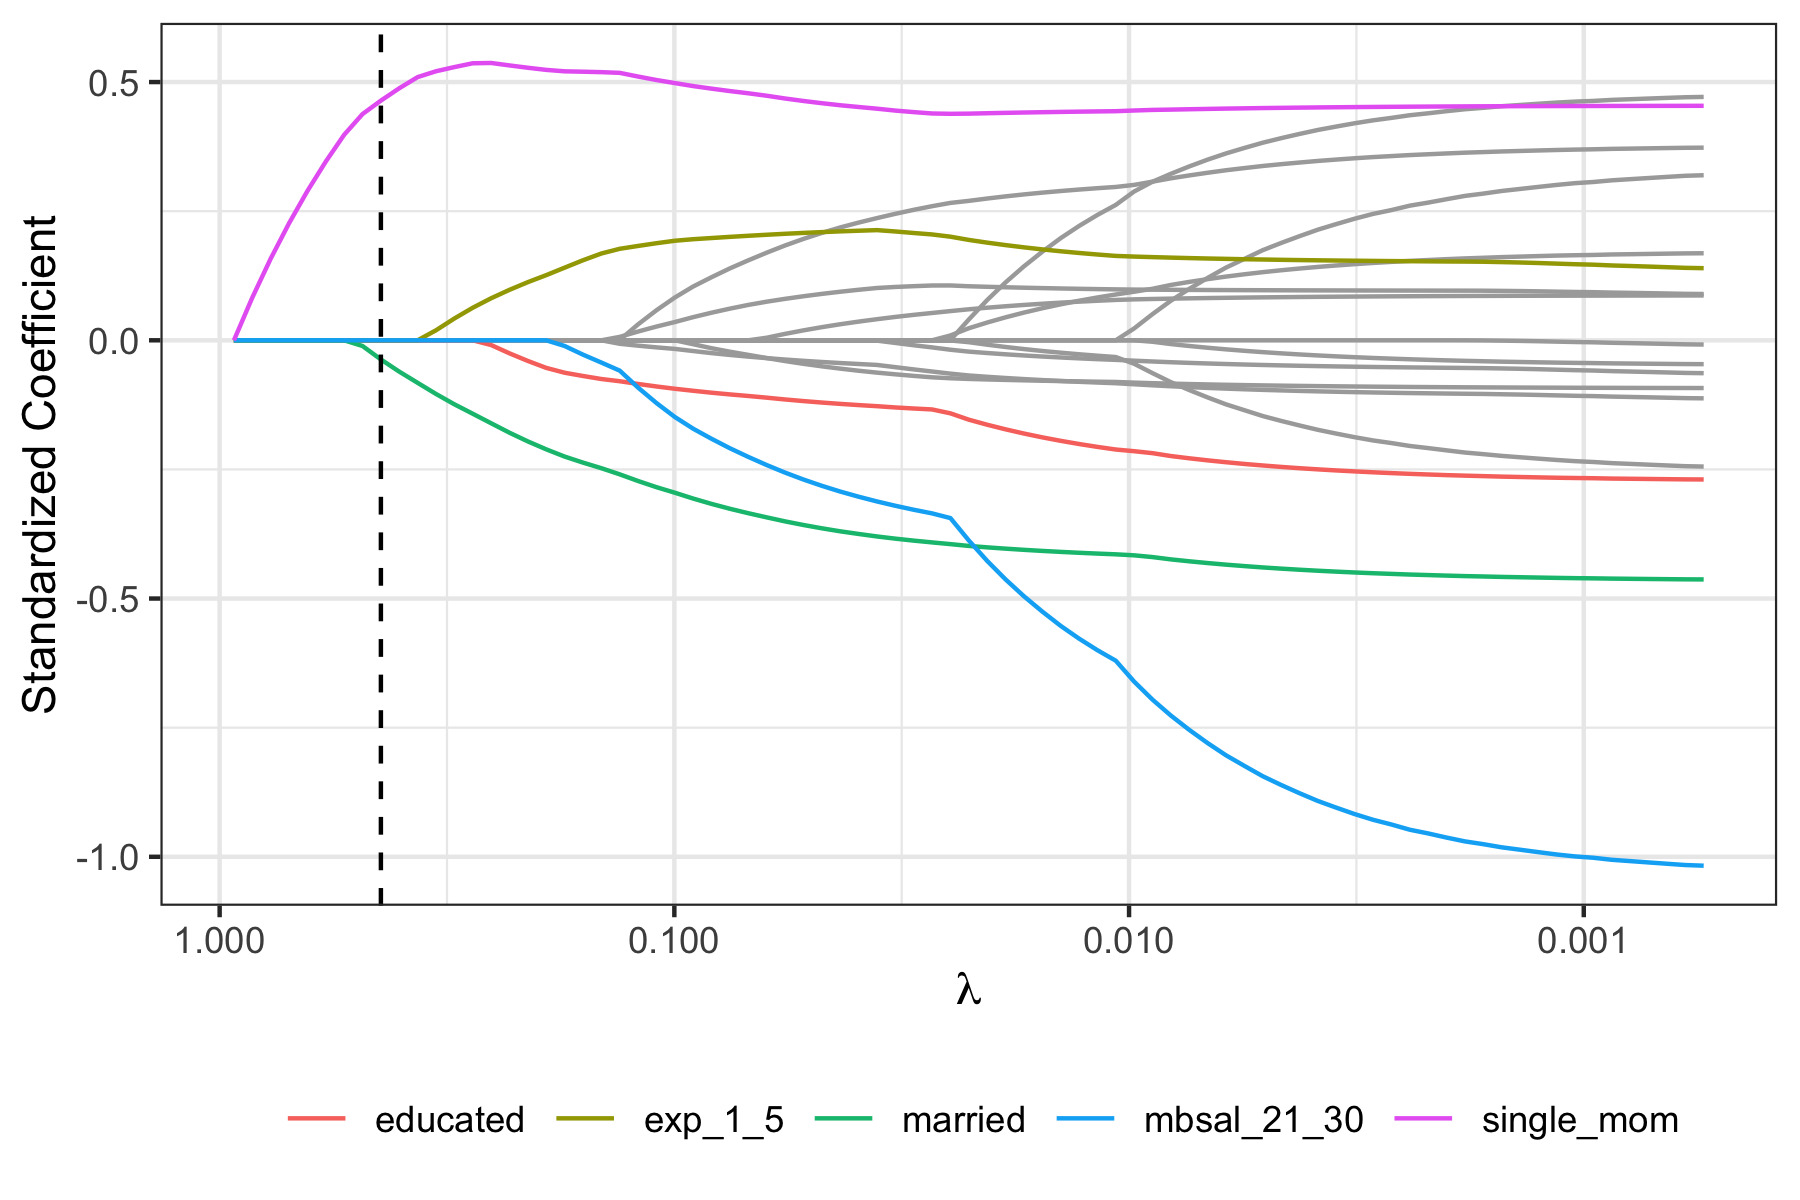 0.5
0.0
-0.5
-1.0
Standardized Coefficient
1.000 0.100 0.010 0.001
λ
educated exp_1_5 married mbsal_21_30 single_mom